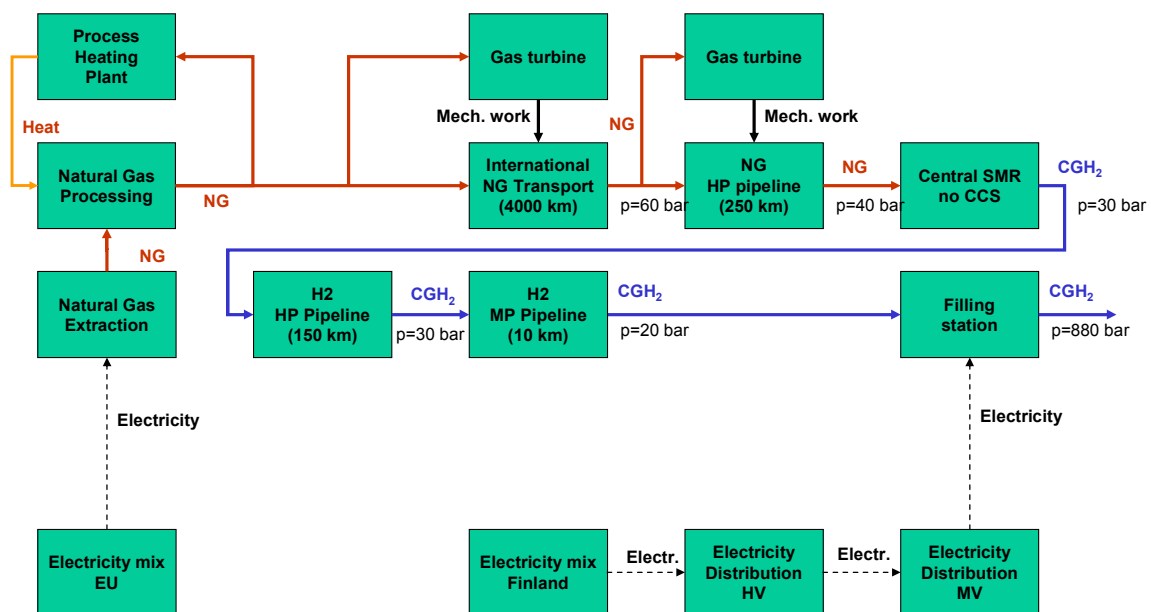 Process
Heating
Plant
Gas turbine
Gas turbine
Heat
Mech. work
NG
Mech. work
Natural Gas
Processing
NG
International
NG Transport
(4000 km)
p=60 bar
NG
HP pipeline
(250 km)
NG
p=40 bar
Central SMR
no CCS
CGH₂
p=30 bar
NG
Natural Gas
Extraction
H2
HP Pipeline
(150 km)
CGH₂
p=30 bar
H2
MP Pipeline
(10 km)
CGH₂
p=20 bar
Filling
station
CGH₂
p=880 bar
Electricity
Electricity
Electricity mix
EU
Electricity mix
Finland
Electr.
Electricity
Distribution
HV
Electr.
Electricity
Distribution
MV